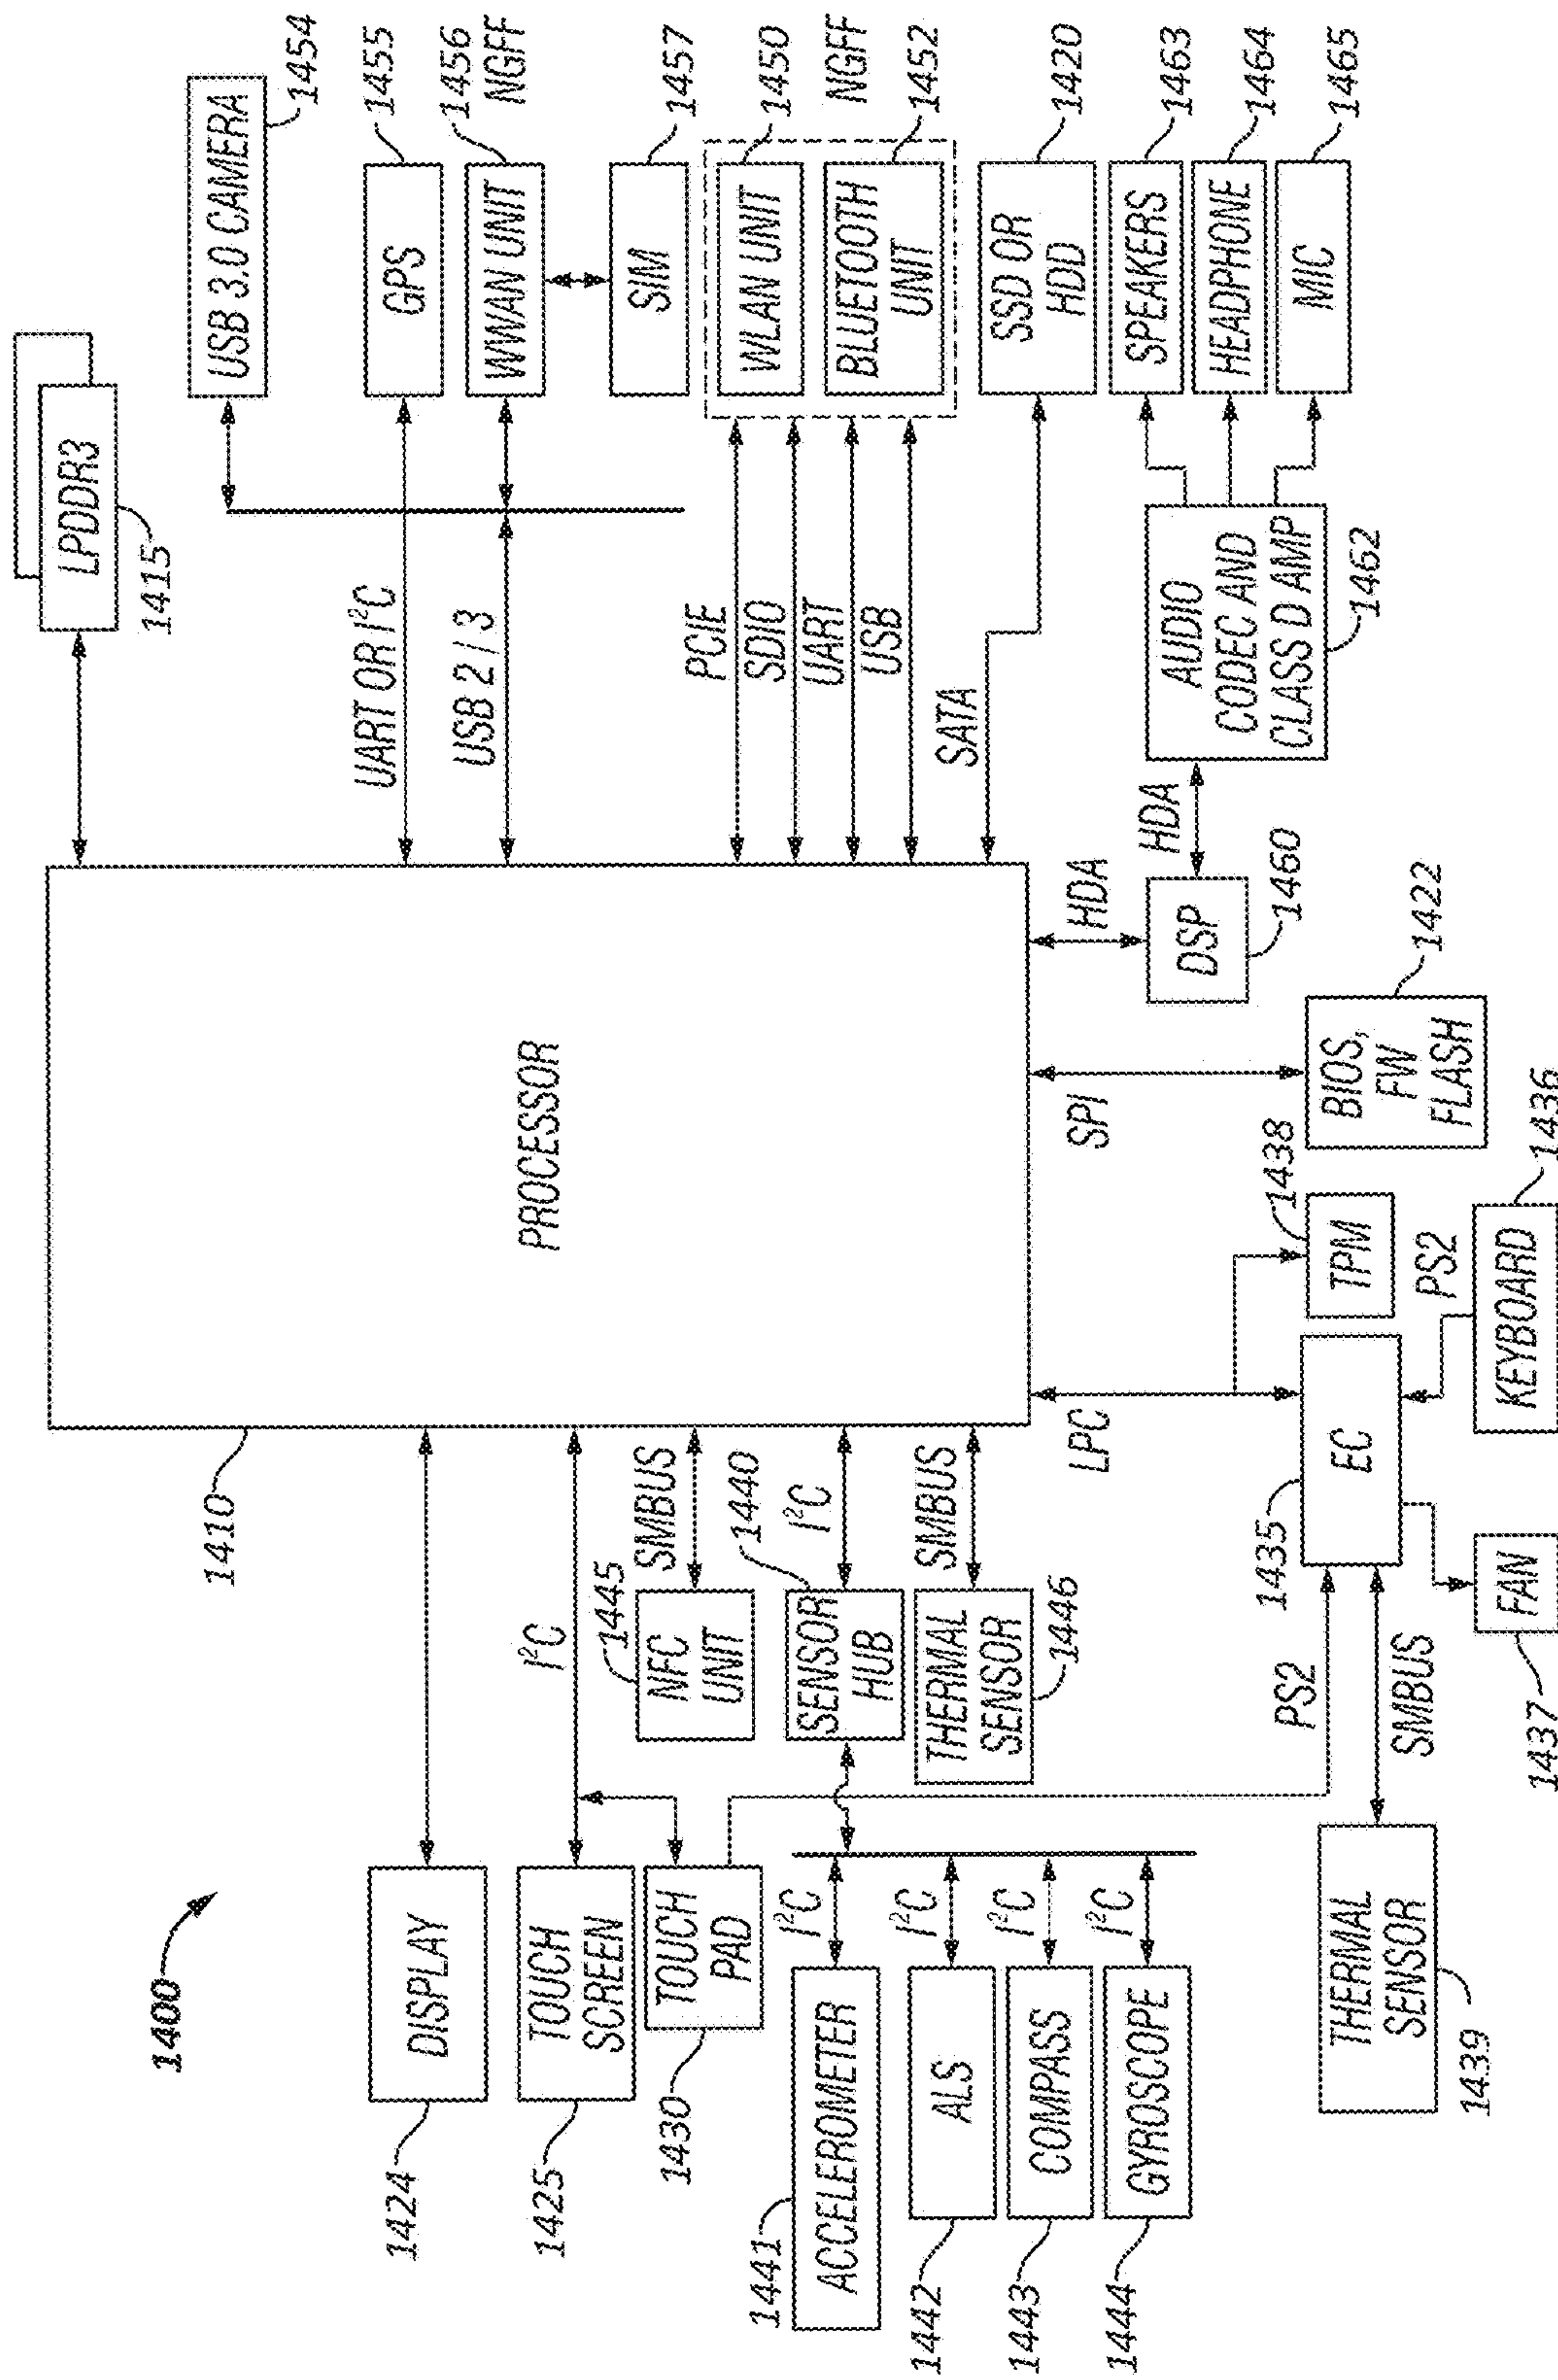 1400
LPDDR3
1415
USB 3.0 CAMERA
1454
GPS
1455
WWAN UNIT
1456
NGFF
SIM
1457
WLAN UNIT
1450
NGFF
BLUETOOTH
UNIT
1452
SSD OR
HDD
1420
SPEAKERS
1463
HEADPHONE
1464
MIC
1465
UART OR I²C
USB 2 / 3
PCIE
SDIO
UART
USB
SATA
AUDIO
CODEC AND
CLASS D AMP
1462
HDA
HDA
DSP
1460
PROCESSOR
1410
SPI
BIOS,
FW
FLASH
1422
LPC
TPM
1438
EC
1435
PS2
KEYBOARD
1436
FAN
1437
PS2
SMBUS
THERMAL
SENSOR
1439
DISPLAY
1424
I²C
TOUCH
SCREEN
1425
TOUCH
PAD
1430
SMBUS
NFC
UNIT
1445
I²C
SENSOR
HUB
1440
SMBUS
THERMAL
SENSOR
1446
I²C
ACCELEROMETER
1441
I²C
ALS
1442
I²C
COMPASS
1443
I²C
GYROSCOPE
1444